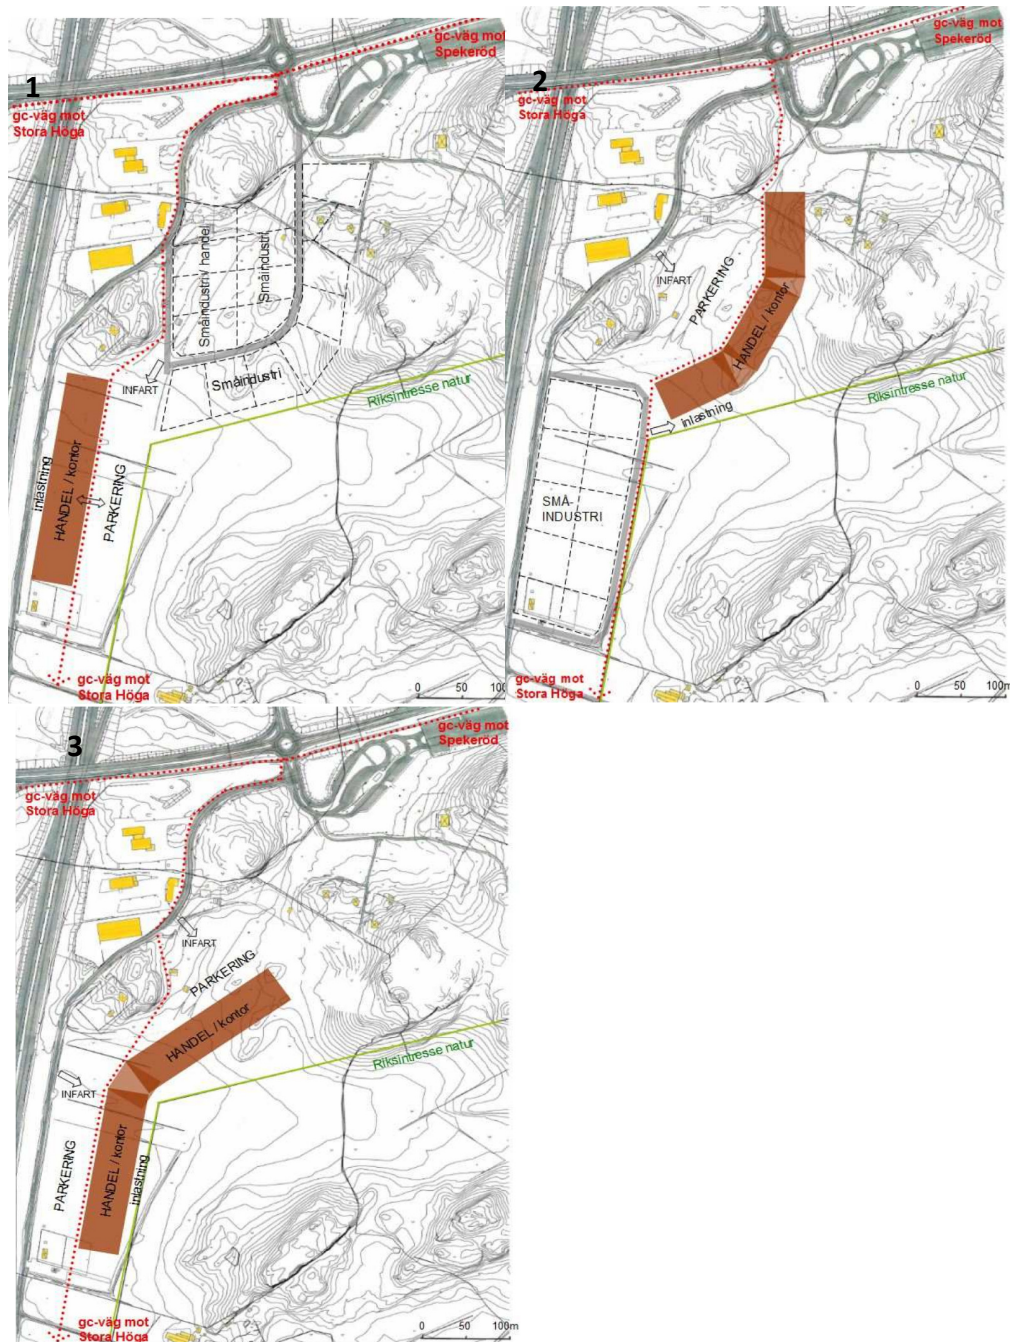 1
gc-väg mot
Spekeröd
gc-väg mot
Stora Höga
Småindustri/ handel
Småindustri
Småindustri
INFART
Riksintresse natur
inlastning
HANDEL / kontor
PARKERING
gc-väg mot
Stora Höga
0 50 100
2
gc-väg mot
Spekeröd
gc-väg mot
Stora Höga
INFART
PARKERING
HANDEL / kontor
Riksintresse natur
Inlastning
SMÅ-
INDUSTRI
gc-väg mot
Stora Höga
0 50 100m
3
gc-väg mot
Spekeröd
gc-väg mot
Stora Höga
INFART
PARKERING
HANDEL / kontor
Riksintresse natur
INFART
PARKERING
HANDEL / kontor
inlastning
gc-väg mot
Stora Höga
0 50 100m